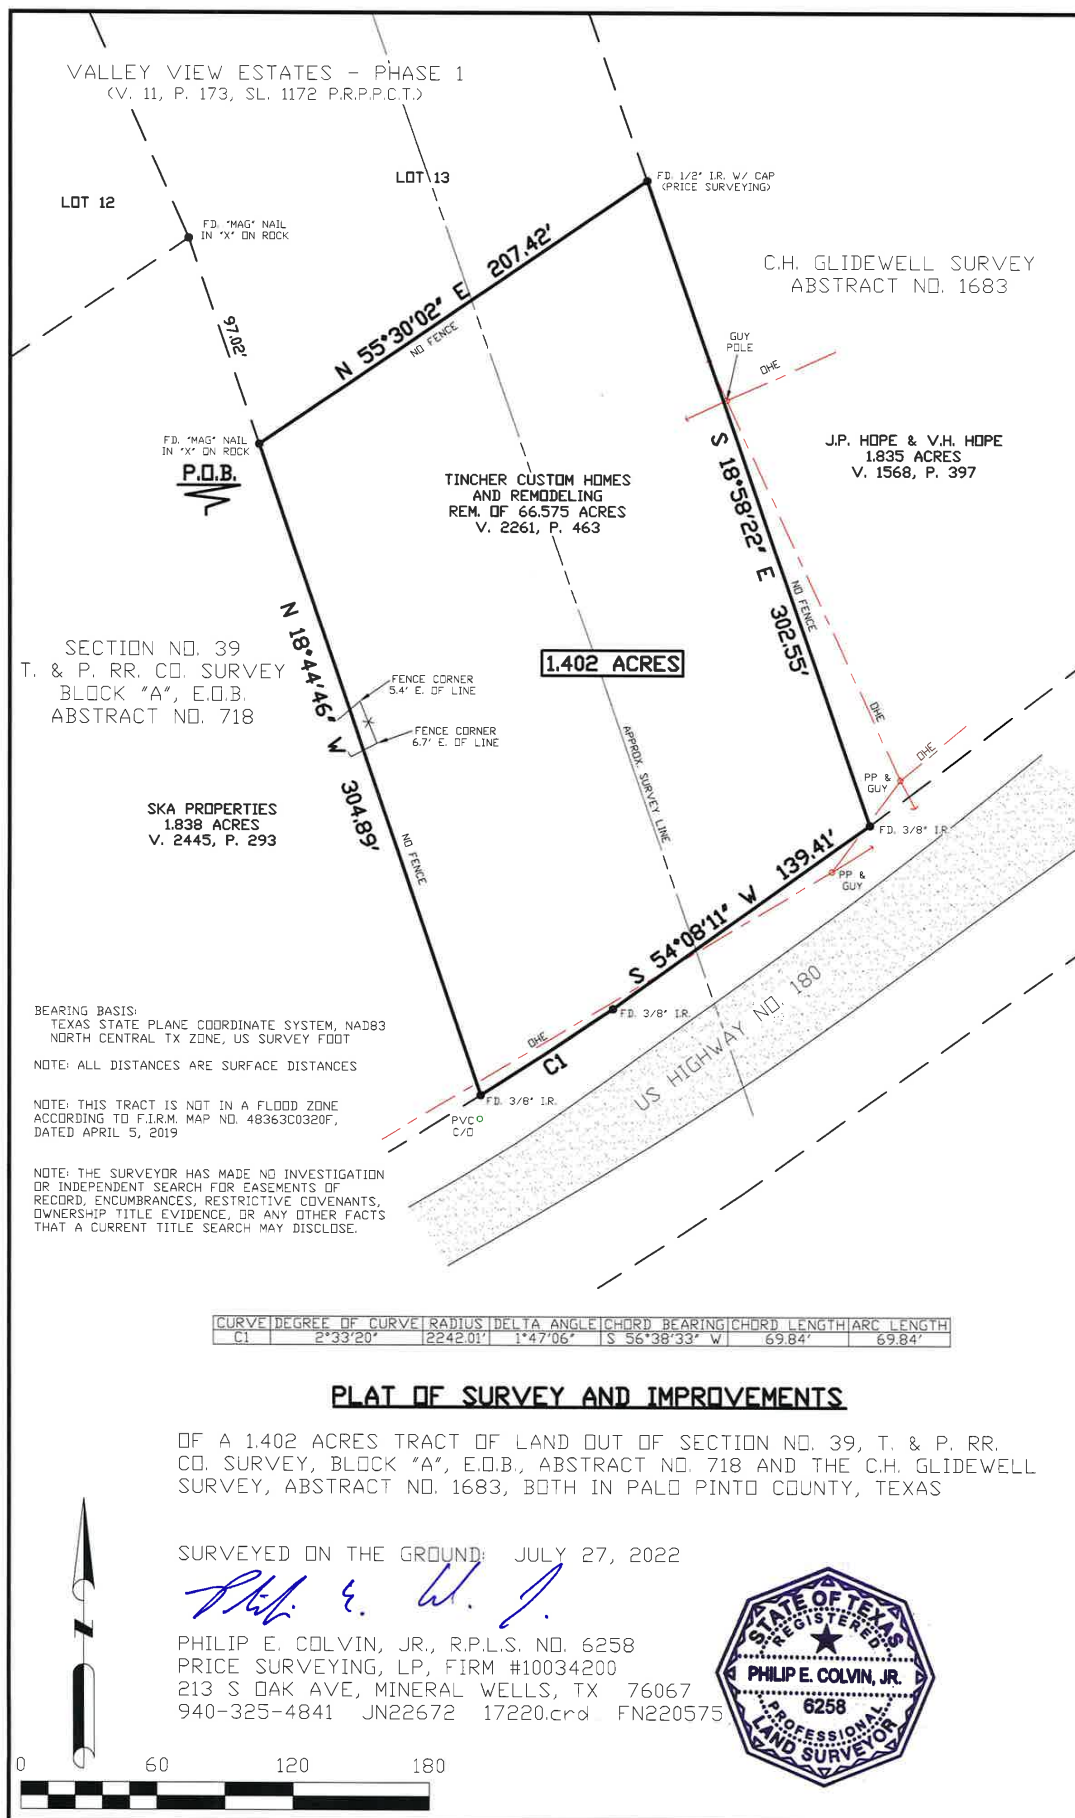 VALLEY VIEW ESTATES - PHASE 1
(V. 11, P. 173, SL. 1172 P.R.P.P.C.T.)
LOT 13
LOT 12
FD. 1/2" I.R. W/ CAP
(PRICE SURVEYING)
FD. "MAG" NAIL
IN "X" ON ROCK
C.H. GLIDEWELL SURVEY
ABSTRACT NO. 1683
N 55°30'02" E 207.42'
NO FENCE
97.02'
GUY
POLE
OHE
FD. "MAG" NAIL
IN "X" ON ROCK
P.O.B.
J.P. HOPE & V.H. HOPE
1.835 ACRES
V. 1568, P. 397
TINCHER CUSTOM HOMES
AND REMODELING
REM. OF 66.575 ACRES
V. 2261, P. 463
S 18°58'22" E 302.55'
NO FENCE
SECTION NO. 39
T. & P. RR. CO. SURVEY
BLOCK "A", E.O.B.
ABSTRACT NO. 718
N 18°44'46" W 304.89'
1.402 ACRES
FENCE CORNER
5.4' E. OF LINE
FENCE CORNER
6.7' E. OF LINE
APPROX. SURVEY LINE
OHE
OHE
PP &
GUY
SKA PROPERTIES
1.838 ACRES
V. 2445, P. 293
NO FENCE
FD. 3/8" I.R.
PP &
GUY
S 54°08'11" W 139.41'
US HIGHWAY NO. 180
FD. 3/8" I.R.
OHE
C1
FD. 3/8" I.R.
PVC
C/O
BEARING BASIS:
TEXAS STATE PLANE COORDINATE SYSTEM, NAD83
NORTH CENTRAL TX ZONE, US SURVEY FOOT
NOTE: ALL DISTANCES ARE SURFACE DISTANCES
NOTE: THIS TRACT IS NOT IN A FLOOD ZONE
ACCORDING TO F.I.R.M. MAP NO. 48363C0320F,
DATED APRIL 5, 2019
NOTE: THE SURVEYOR HAS MADE NO INVESTIGATION
OR INDEPENDENT SEARCH FOR EASEMENTS OF
RECORD, ENCUMBRANCES, RESTRICTIVE COVENANTS,
OWNERSHIP TITLE EVIDENCE, OR ANY OTHER FACTS
THAT A CURRENT TITLE SEARCH MAY DISCLOSE.
CURVE DEGREE OF CURVE RADIUS DELTA ANGLE CHORD BEARING CHORD LENGTH ARC LENGTH
C1 2°33'20" 2242.01' 1°47'06" S 56°38'33" W 69.84' 69.84'
PLAT OF SURVEY AND IMPROVEMENTS
OF A 1.402 ACRES TRACT OF LAND OUT OF SECTION NO. 39, T. & P. RR.
CO. SURVEY, BLOCK "A", E.O.B., ABSTRACT NO. 718 AND THE C.H. GLIDEWELL
SURVEY, ABSTRACT NO. 1683, BOTH IN PALO PINTO COUNTY, TEXAS
SURVEYED ON THE GROUND: JULY 27, 2022
PHILIP E. COLVIN, JR., R.P.L.S. NO. 6258
PRICE SURVEYING, LP, FIRM #10034200
213 S OAK AVE, MINERAL WELLS, TX 76067
940-325-4841 JN22672 17220.crd FN220575
STATE OF TEXAS
REGISTERED
PHILIP E. COLVIN, JR.
6258
PROFESSIONAL
LAND SURVEYOR
N
0 60 120 180